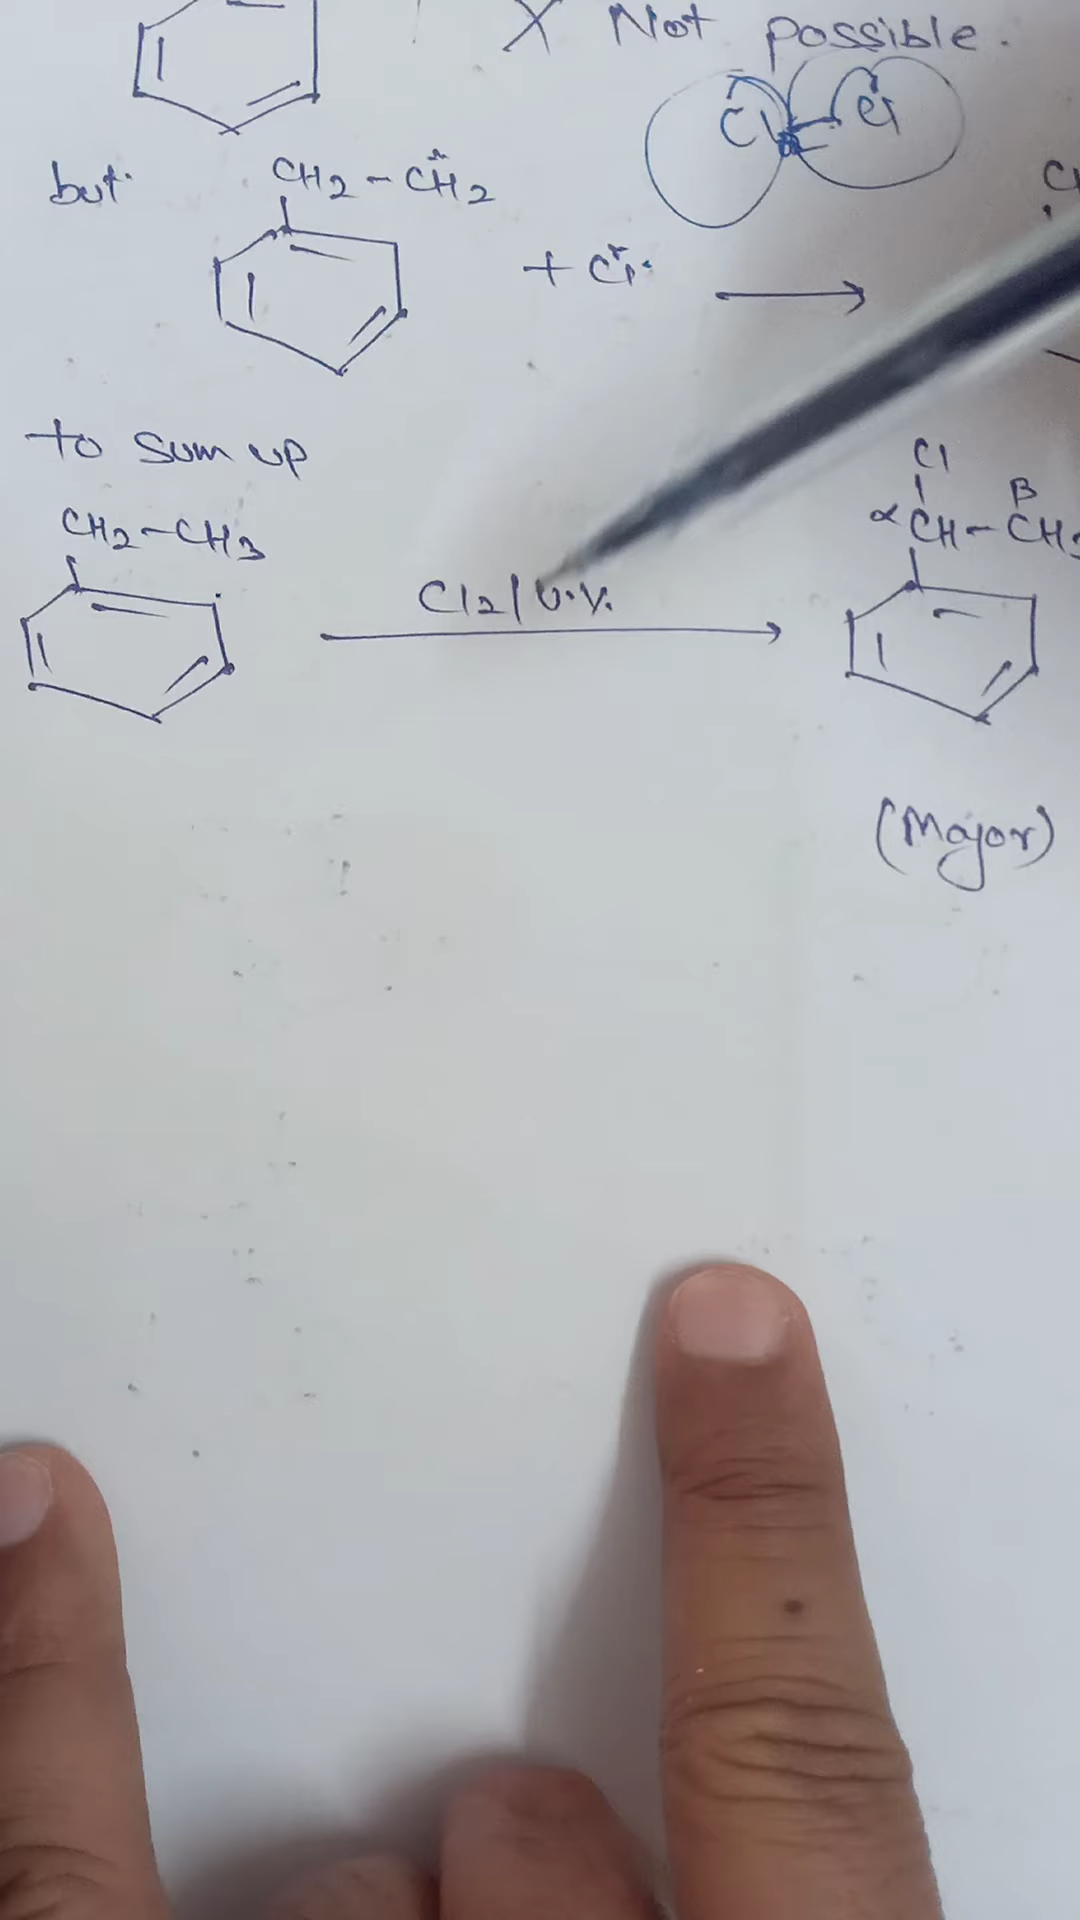 X Not possible.
Cl Cl
but CH2 - CH2
+ Cl·
to sum up
Cl
CH2-CH3
α CH - CH3 β
Cl2/U.V.
(Major)